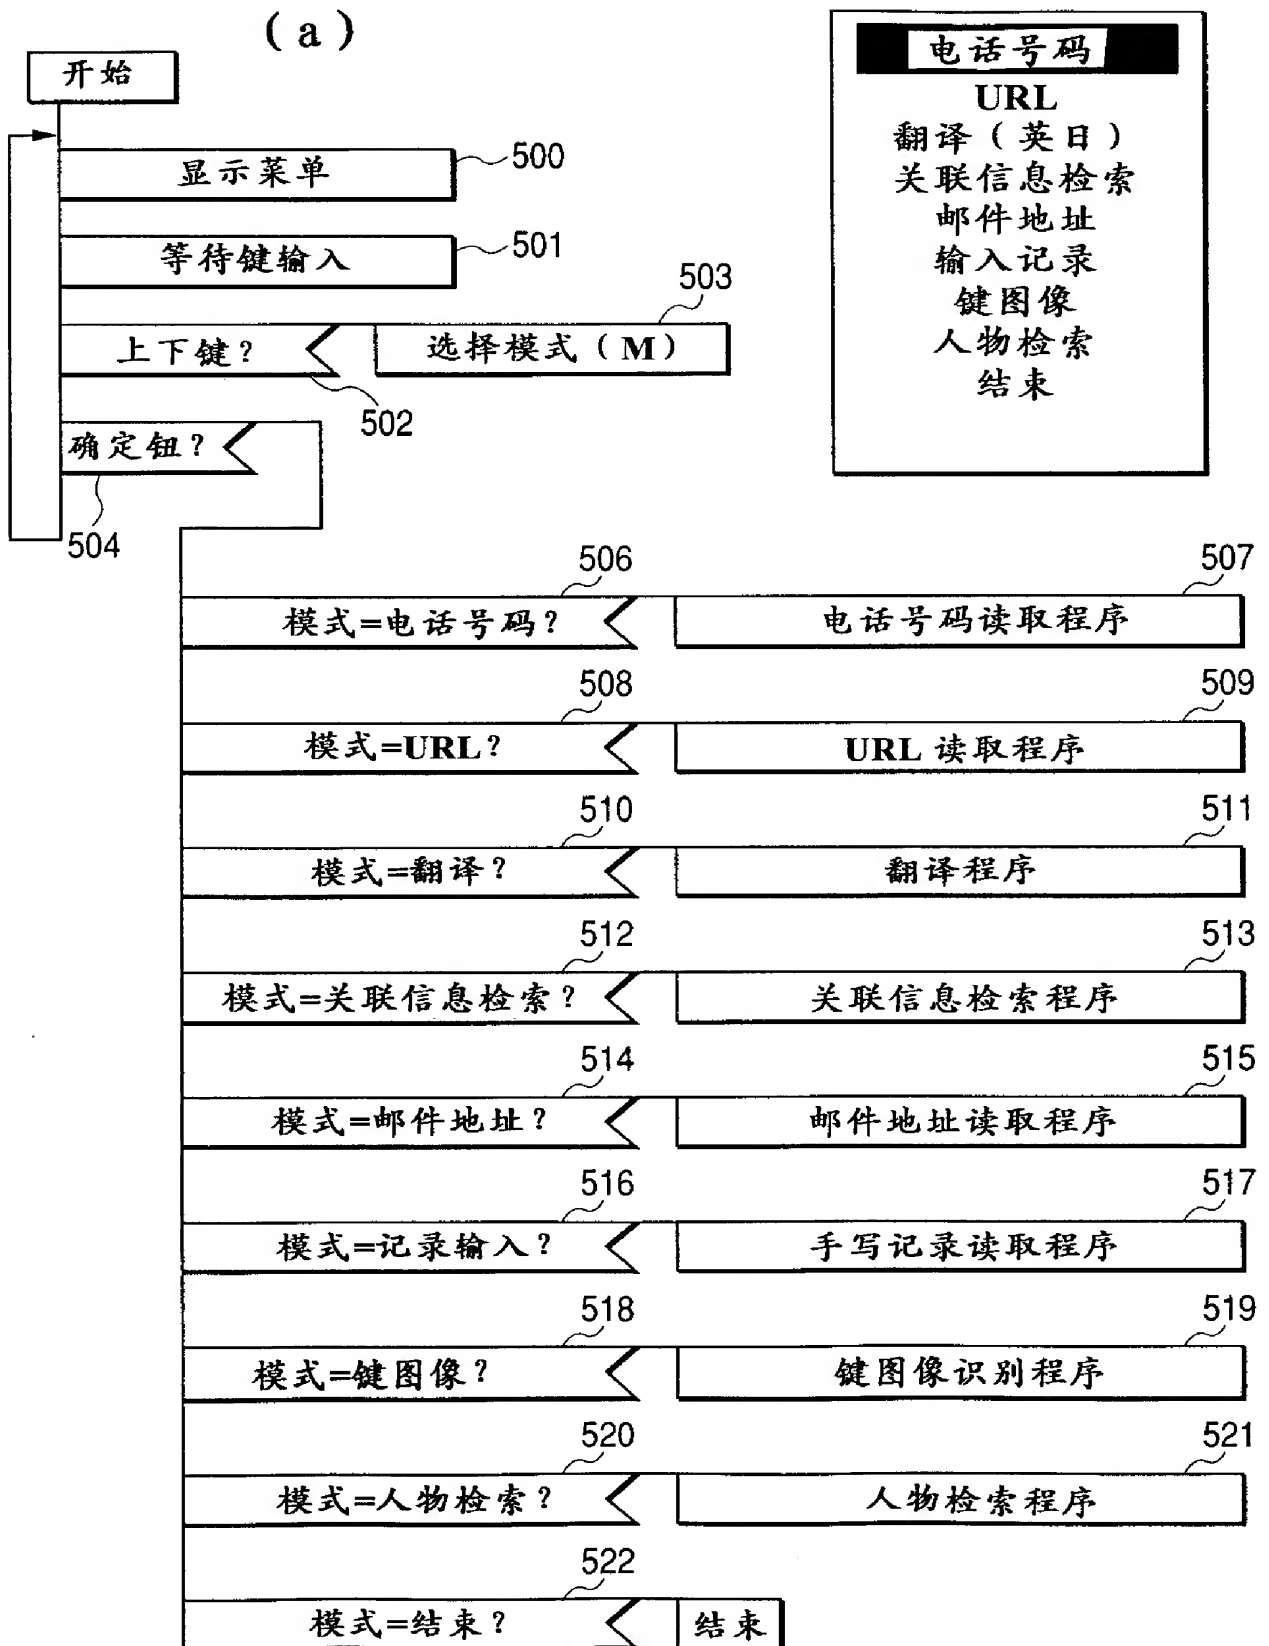 (a)
开始
显示菜单
500
等待键输入
501
上下键?
502
选择模式(M)
503
确定钮?
504
电话号码
URL
翻译(英日)
关联信息检索
邮件地址
输入记录
键图像
人物检索
结束
506
507
模式=电话号码?
电话号码读取程序
508
509
模式=URL?
URL 读取程序
510
511
模式=翻译?
翻译程序
512
513
模式=关联信息检索?
关联信息检索程序
514
515
模式=邮件地址?
邮件地址读取程序
516
517
模式=记录输入?
手写记录读取程序
518
519
模式=键图像?
键图像识别程序
520
521
模式=人物检索?
人物检索程序
522
模式=结束?
结束